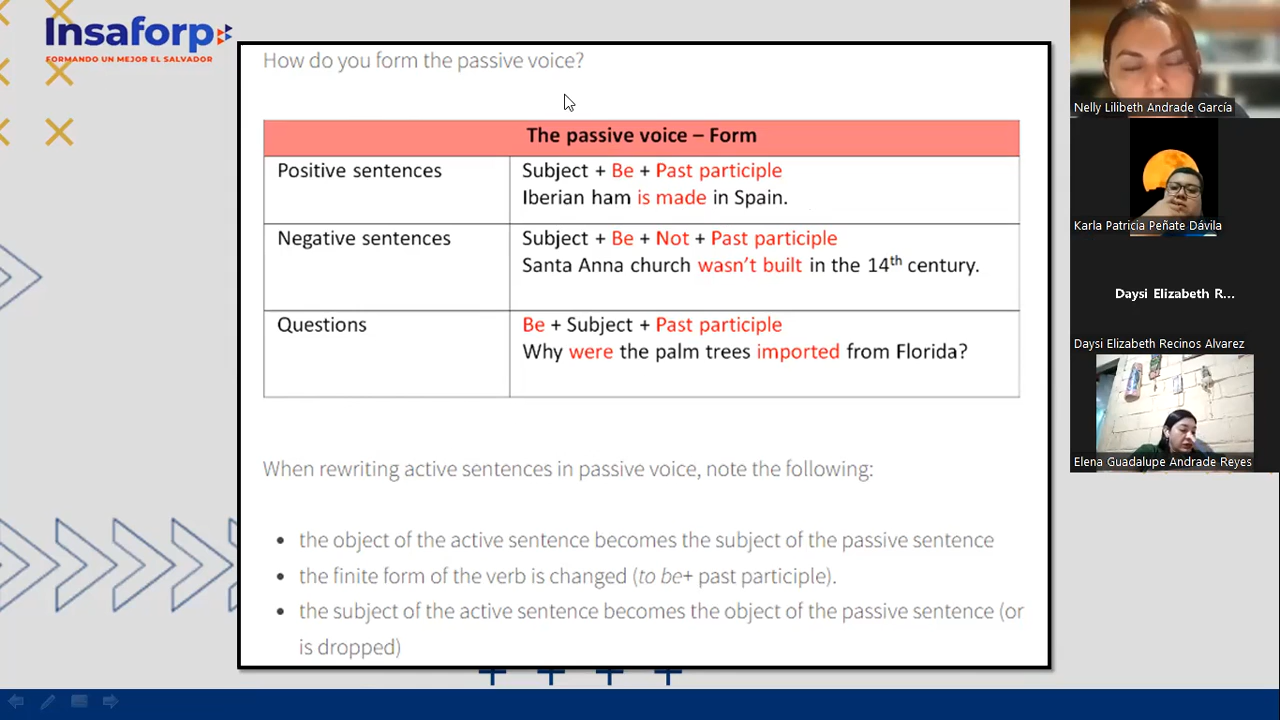 Insaforp
FORMANDO UN MEJOR EL SALVADOR
How do you form the passive voice?
The passive voice – Form
Positive sentences
Subject + Be + Past participle
Iberian ham is made in Spain.
Negative sentences
Subject + Be + Not + Past participle
Santa Anna church wasn't built in the 14th century.
Questions
Be + Subject + Past participle
Why were the palm trees imported from Florida?
When rewriting active sentences in passive voice, note the following:
• the object of the active sentence becomes the subject of the passive sentence
• the finite form of the verb is changed (to be+ past participle).
• the subject of the active sentence becomes the object of the passive sentence (or
is dropped)
Nelly Lilibeth Andrade García
Karla Patricia Peñate Dávila
Daysi Elizabeth R...
Daysi Elizabeth Recinos Alvarez
Elena Guadalupe Andrade Reyes